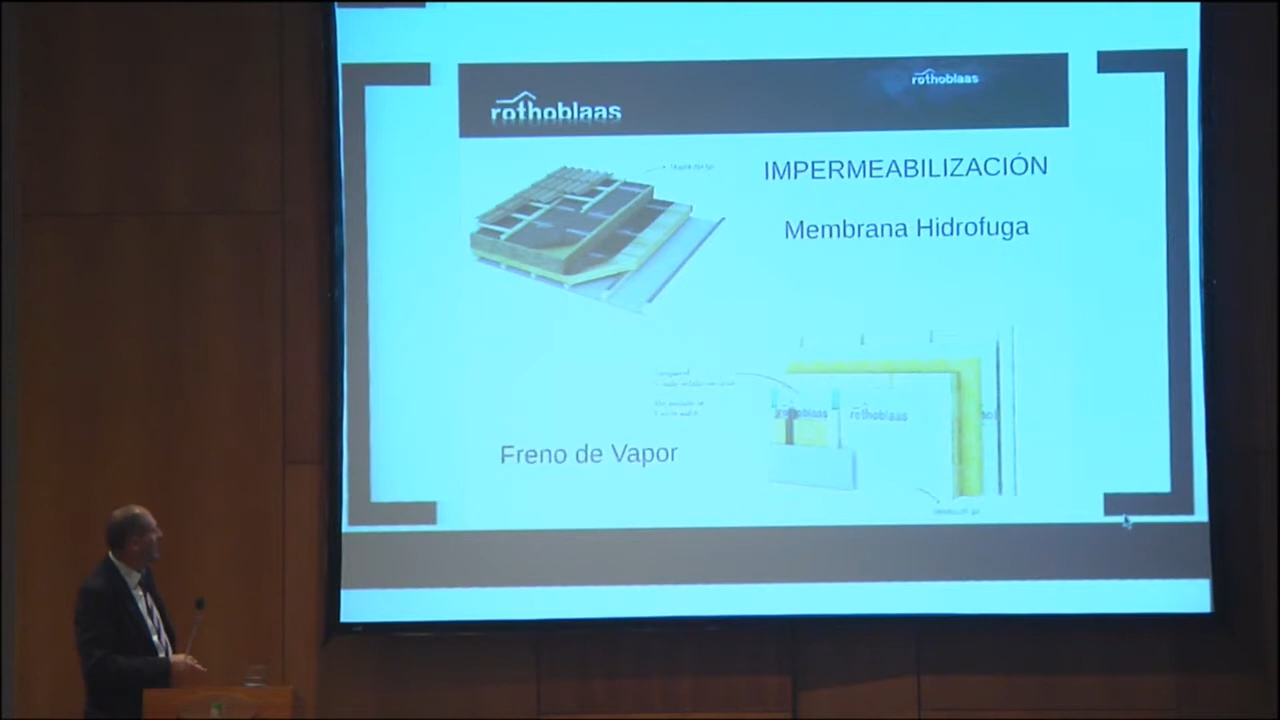 rothoblaas
rothoblaas
IMPERMEABILIZACIÓN
Membrana Hidrofuga
rothoblaas
rothoblaas
Freno de Vapor